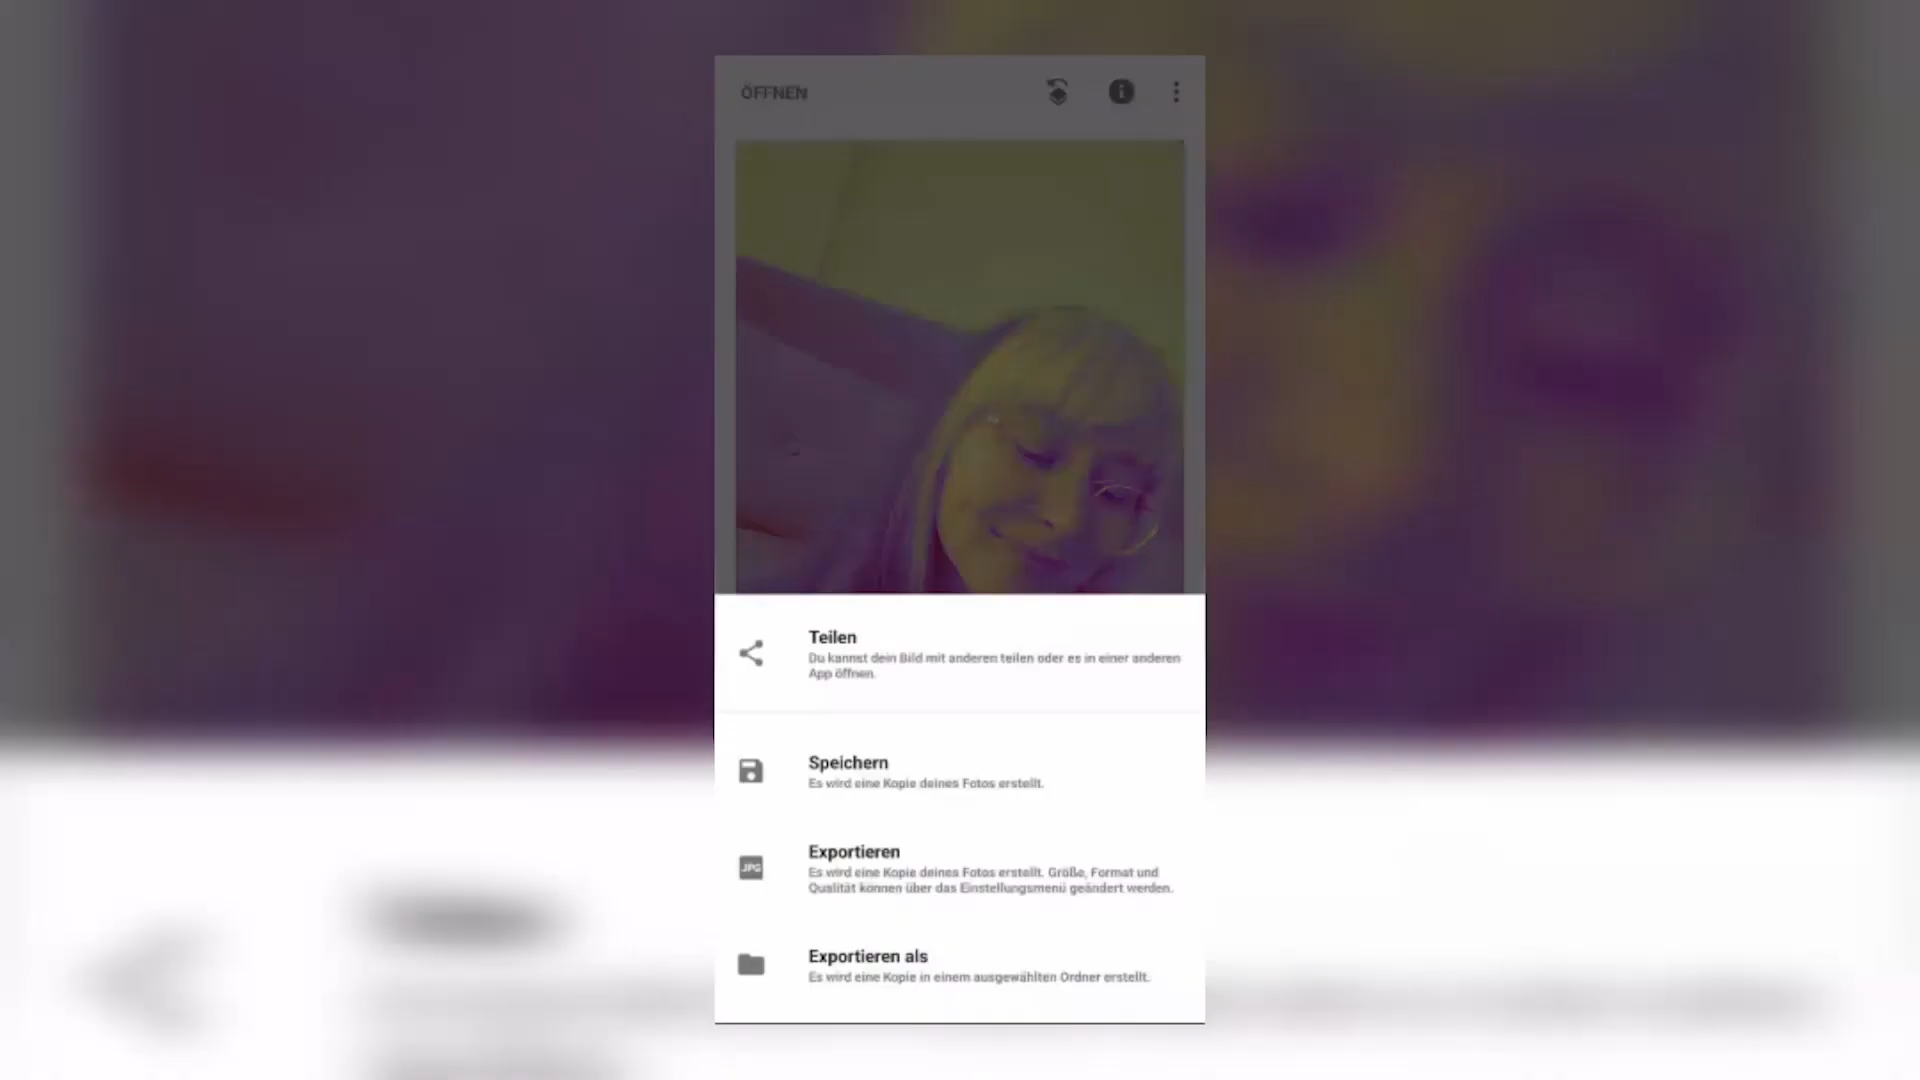 ÖFFNEN
Teilen
Du kannst dein Bild mit anderen teilen oder es in einer anderen
App öffnen.
Speichern
Es wird eine Kopie deines Fotos erstellt.
JPG
Exportieren
Es wird eine Kopie deines Fotos erstellt. Größe, Format und
Qualität können über das Einstellungsmenü geändert werden.
Exportieren als
Es wird eine Kopie in einem ausgewählten Ordner erstellt.